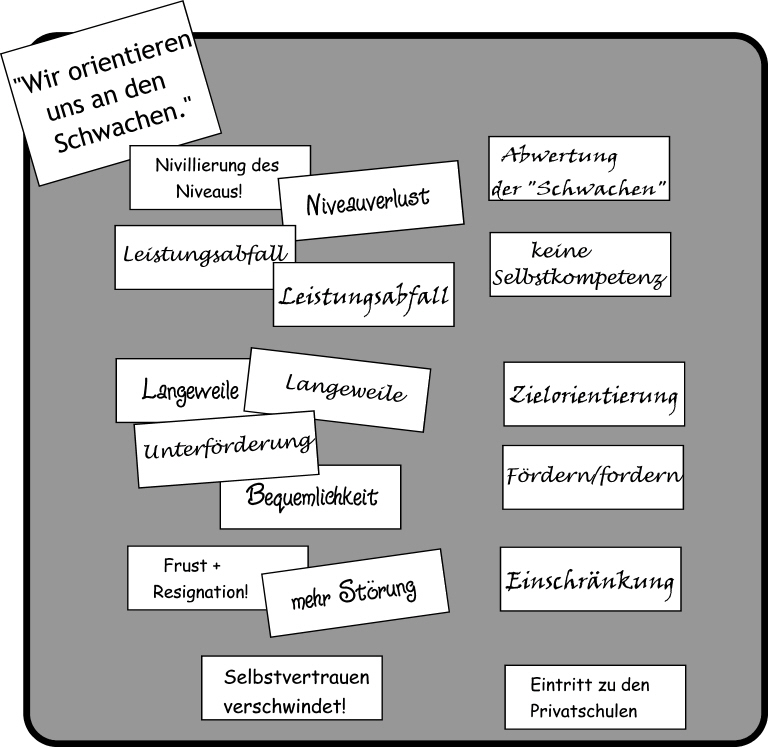 "Wir orientieren
uns an den
Schwachen."
Nivillierung des
Niveaus!
Niveauverlust
Leistungsabfall
Leistungsabfall
Langeweile
Langeweile
Unterförderung
Bequemlichkeit
Frust +
Resignation!
mehr Störung
Selbstvertrauen
verschwindet!
Abwertung
der "Schwachen"
keine
Selbstkompetenz
Zielorientierung
Fördern/fordern
Einschränkung
Eintritt zu den
Privatschulen